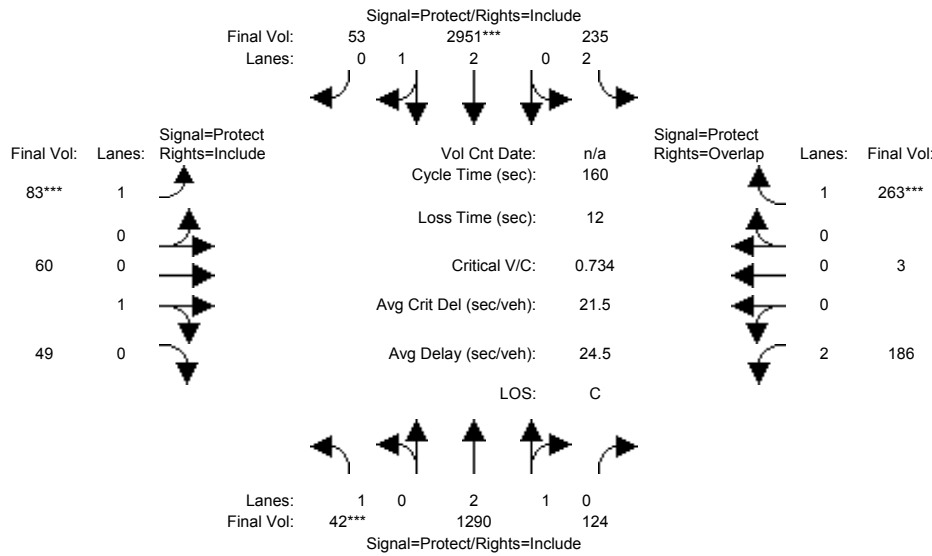 Signal=Protect/Rights=Include
Final Vol: 53 2951*** 235
Lanes: 0 1 2 0 2
Signal=Protect
Final Vol: Lanes: Rights=Include
Vol Cnt Date: n/a
Signal=Protect
Rights=Overlap Lanes: Final Vol:
Cycle Time (sec): 160
83*** 1
1 263***
Loss Time (sec): 12
0
0
60 0
Critical V/C: 0.734
0 3
1
Avg Crit Del (sec/veh): 21.5
0
49 0
Avg Delay (sec/veh): 24.5
2 186
LOS: C
Lanes: 1 0 2 1 0
Final Vol: 42*** 1290 124
Signal=Protect/Rights=Include